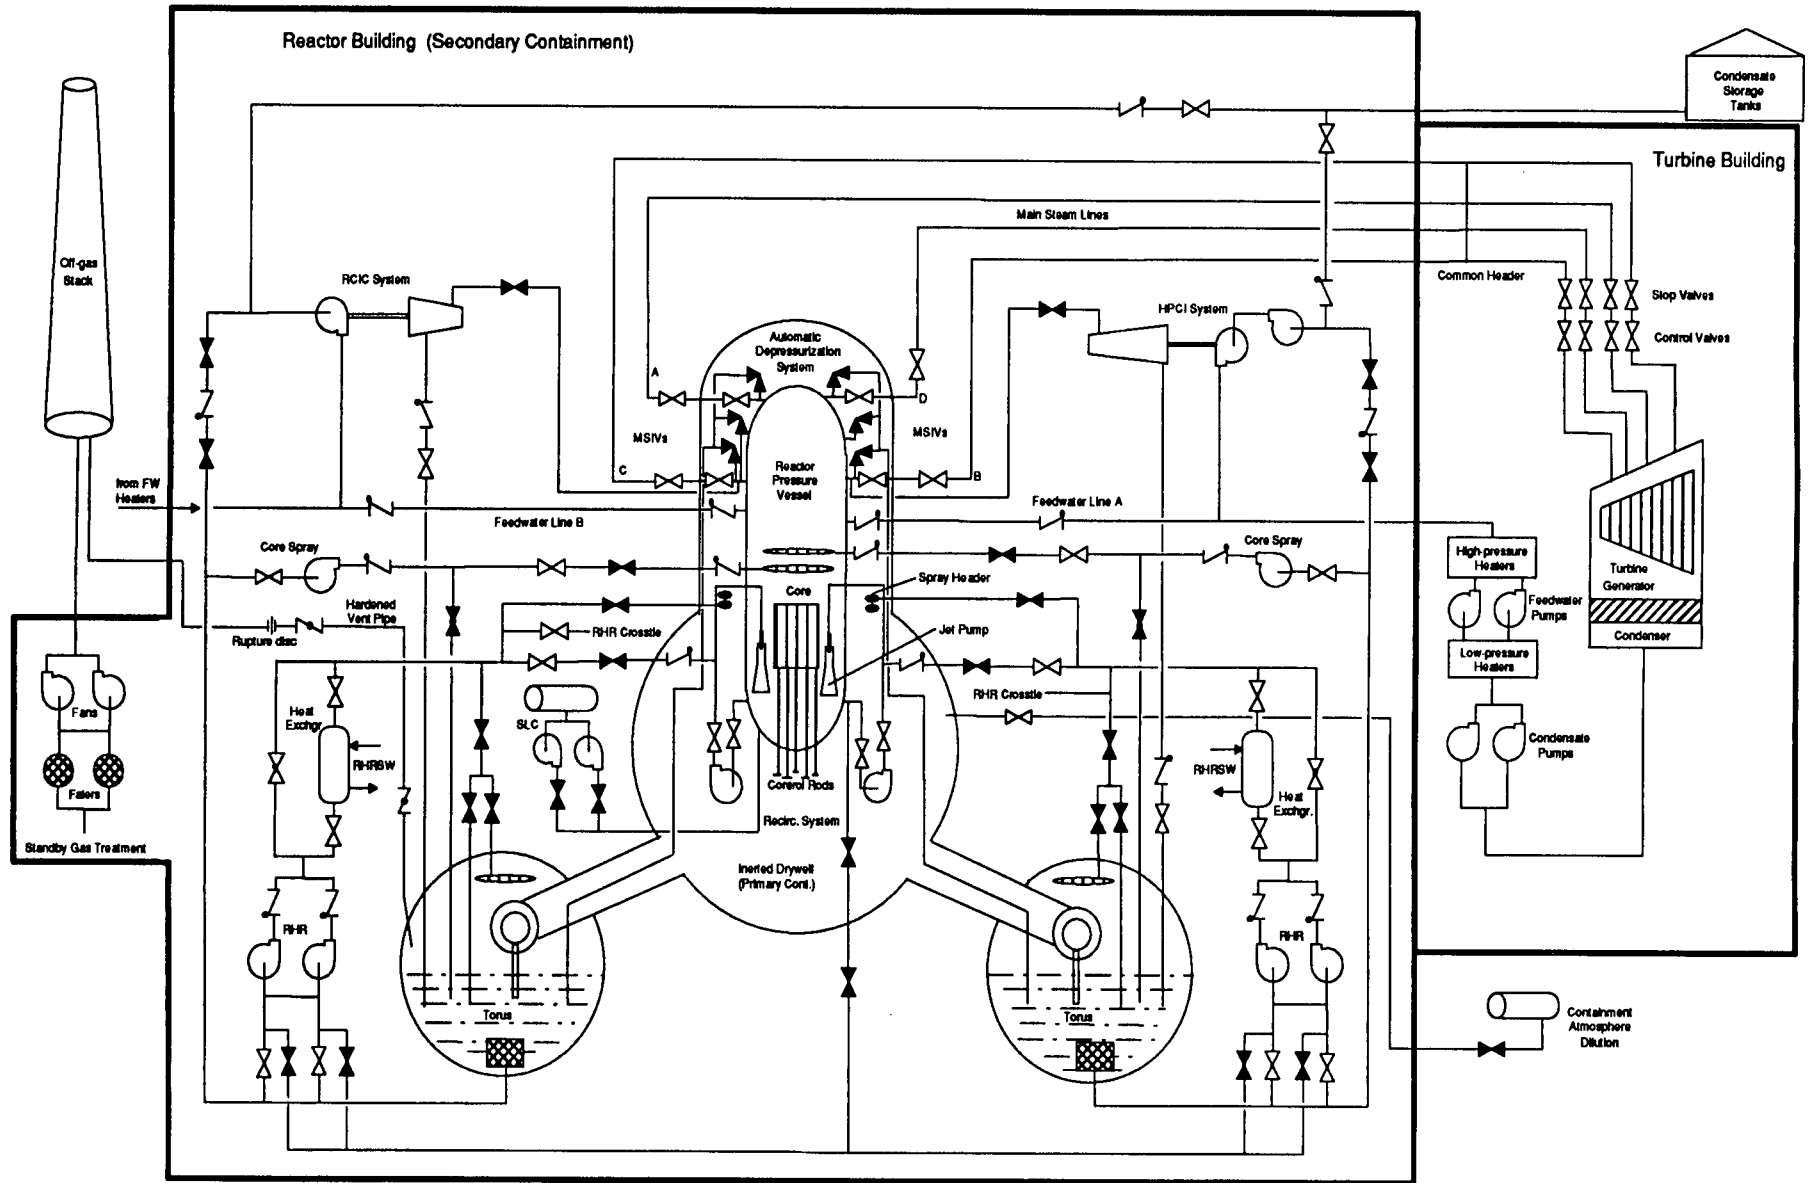 Reactor Building (Secondary Containment)
Condensate
Storage
Tanks
Turbine Building
Main Steam Lines
Off-gas
Stack
RCIC System
Common Header
HPCI System
Stop Valves
Control Valves
Automatic
Depressurization
System
A
D
MSIVs
MSIVs
C
B
Reactor
Pressure
Vessel
from FW
Heaters
Feedwater Line B
Feedwater Line A
Core Spray
Core Spray
High-pressure
Heaters
Turbine
Generator
Spray Header
Core
Hardened
Vent Pipe
Feedwater
Pumps
Rupture disc
RHR Crosstie
Jet Pump
Condenser
Low-pressure
Heaters
RHR Crosstie
Fans
Heat
Exchgr.
SLC
Condensate
Pumps
RHRSW
RHRSW
Control Rods
Filters
Heat
Exchgr.
Recirc. System
Standby Gas Treatment
Inerted Drywell
(Primary Cont.)
RHR
RHR
Torus
Torus
Containment
Atmosphere
Dilution